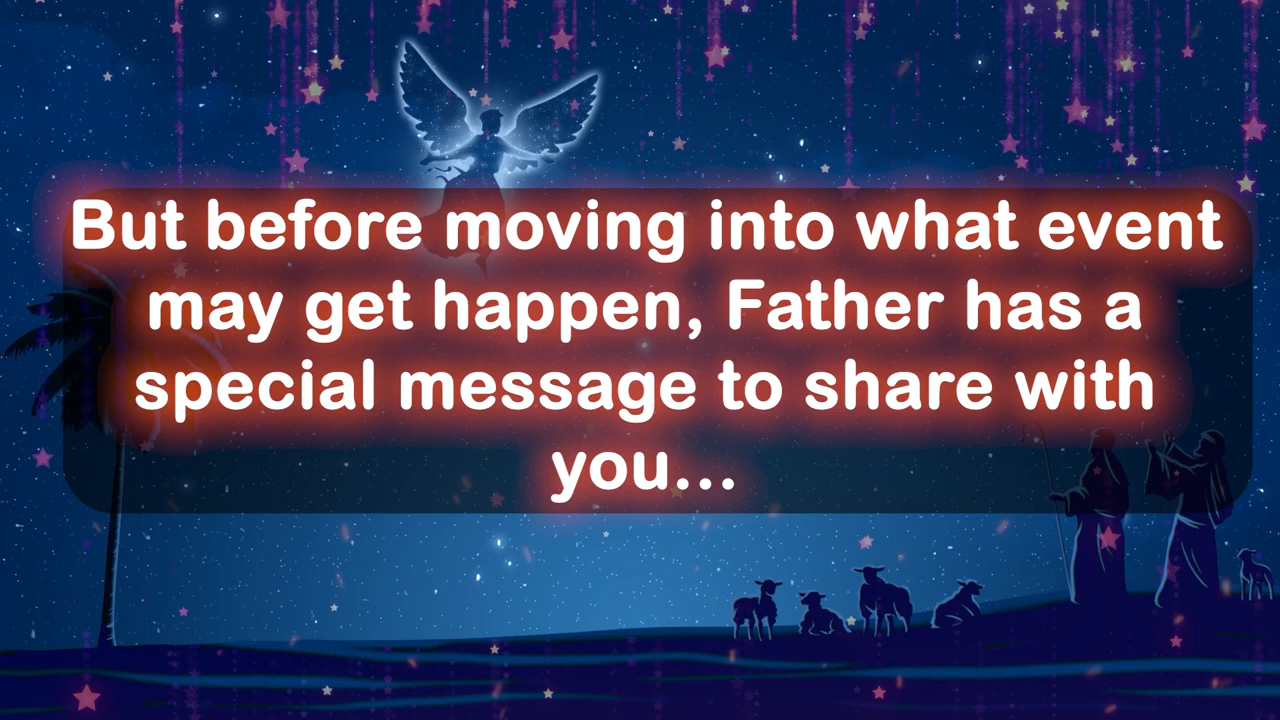 But before moving into what event
may get happen, Father has a
special message to share with
you...